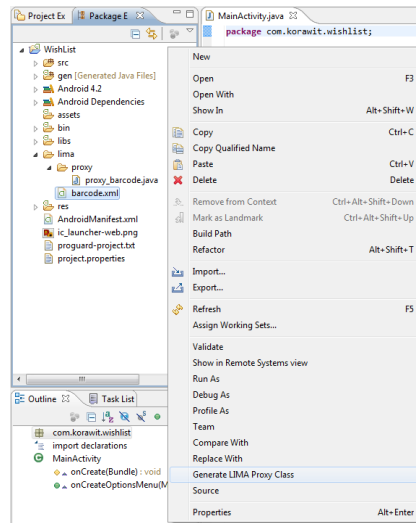 Project Ex
Package E
MainActivity.java
package com.korawit.wishlist;
WishList
src
gen [Generated Java Files]
Android 4.2
Android Dependencies
assets
bin
libs
lima
proxy
proxy_barcode.java
barcode.xml
res
AndroidManifest.xml
ic_launcher-web.png
proguard-project.txt
project.properties
New
Open F3
Open With
Show In Alt+Shift+W
Copy Ctrl+C
Copy Qualified Name
Paste Ctrl+V
Delete Delete
Remove from Context Ctrl+Alt+Shift+Down
Mark as Landmark Ctrl+Alt+Shift+Up
Build Path
Refactor Alt+Shift+T
Import...
Export...
Refresh F5
Assign Working Sets...
Validate
Show in Remote Systems view
Run As
Debug As
Profile As
Team
Compare With
Replace With
Generate LIMA Proxy Class
Source
Properties Alt+Enter
Outline
Task List
com.korawit.wishlist
import declarations
MainActivity
onCreate(Bundle) : void
onCreateOptionsMenu(M